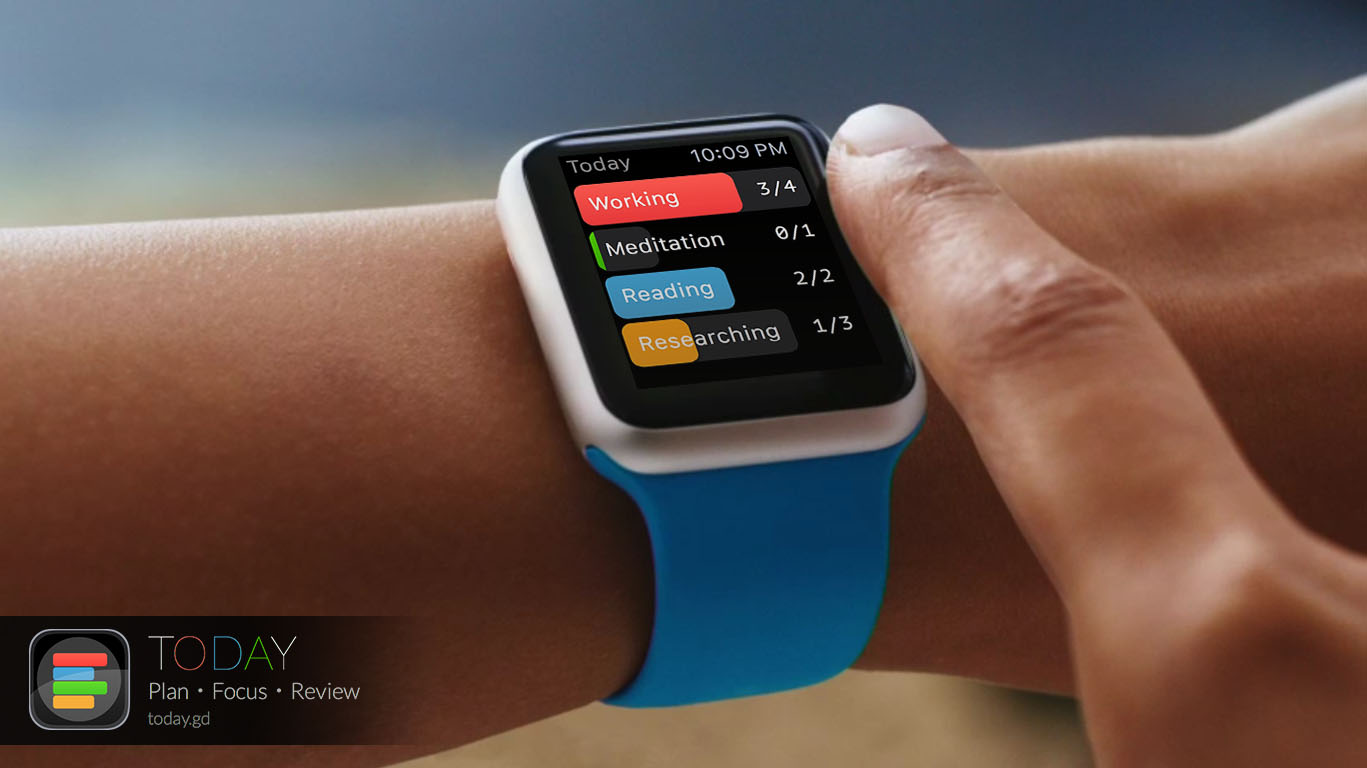 Today 10:09 PM
Working 3/4
Meditation 0/1
Reading 2/2
Researching 1/3
TODAY
Plan • Focus • Review
today.gd